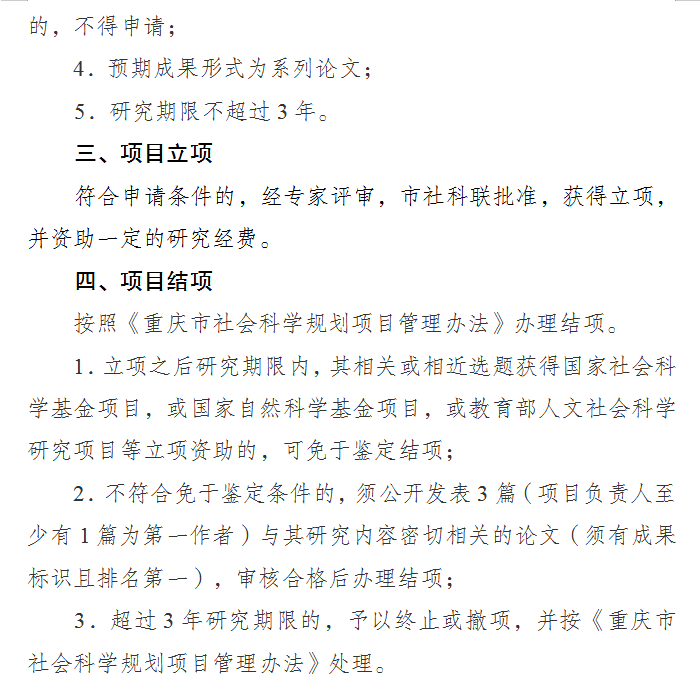 的，不得申请；
4．预期成果形式为系列论文；
5．研究期限不超过 3 年。
三、项目立项
符合申请条件的，经专家评审，市社科联批准，获得立项，
并资助一定的研究经费。
四、项目结项
按照《重庆市社会科学规划项目管理办法》办理结项。
1．立项之后研究期限内，其相关或相近选题获得国家社会科
学基金项目，或国家自然科学基金项目，或教育部人文社会科学
研究项目等立项资助的，可免于鉴定结项；
2．不符合免于鉴定条件的，须公开发表 3 篇（项目负责人至
少有 1 篇为第一作者）与其研究内容密切相关的论文（须有成果
标识且排名第一），审核合格后办理结项；
3．超过 3 年研究期限的，予以终止或撤项，并按《重庆市
社会科学规划项目管理办法》处理。